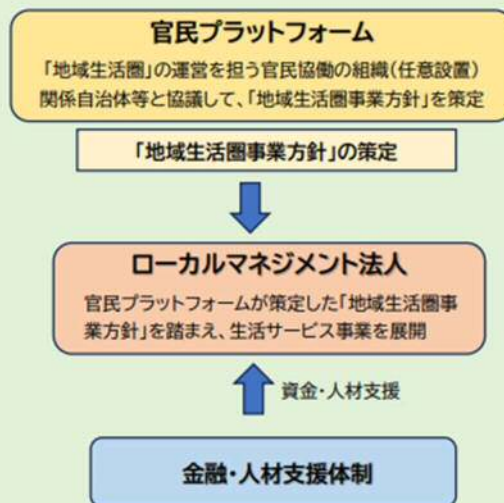 官民プラットフォーム
「地域生活圏」の運営を担う官民協働の組織(任意設置)
関係自治体等と協議して、「地域生活圏事業方針」を策定
「地域生活圏事業方針」の策定
ローカルマネジメント法人
官民プラットフォームが策定した「地域生活圏事
業方針」を踏まえ、生活サービス事業を展開
資金・人材支援
金融・人材支援体制